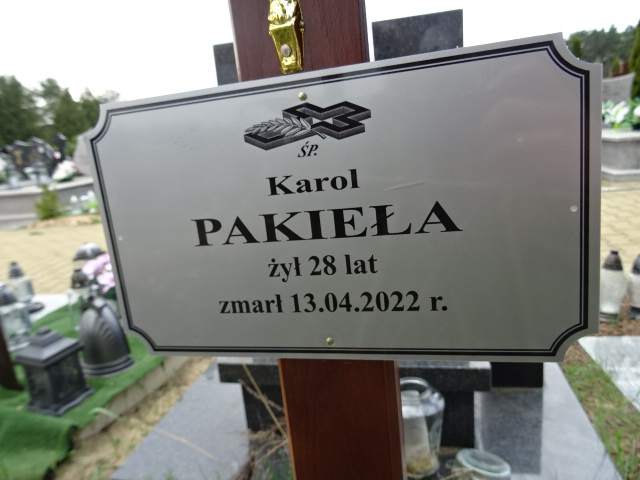 ŚP.
Karol
PAKIEŁA
żył 28 lat
zmarł 13.04.2022 r.